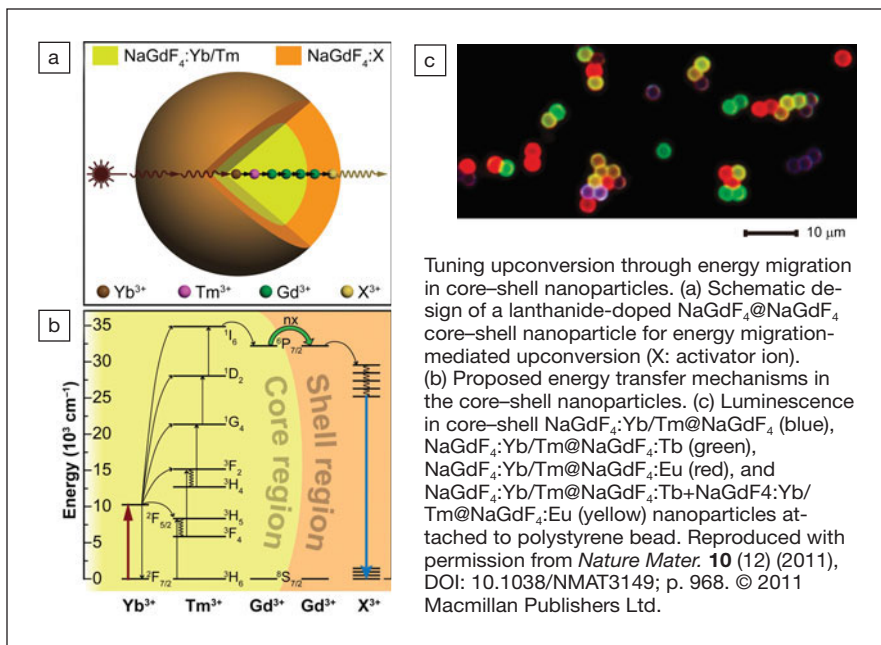 a
NaGdF₄:Yb/Tm
NaGdF₄:X
Yb³⁺
Tm³⁺
Gd³⁺
X³⁺
b
Energy (10³ cm⁻¹)
35
30
25
20
15
10
5
0
nx
¹I₆
⁶P₇/₂
¹D₂
¹G₄
³F₂
³H₄
²F₅/₂
³H₅
³F₄
²F₇/₂
³H₆
⁸S₇/₂
Core region
Shell region
Yb³⁺
Tm³⁺
Gd³⁺
Gd³⁺
X³⁺
c
10 μm
Tuning upconversion through energy migration
in core–shell nanoparticles. (a) Schematic de-
sign of a lanthanide-doped NaGdF₄@NaGdF₄
core–shell nanoparticle for energy migration-
mediated upconversion (X: activator ion).
(b) Proposed energy transfer mechanisms in
the core–shell nanoparticles. (c) Luminescence
in core–shell NaGdF₄:Yb/Tm@NaGdF₄ (blue),
NaGdF₄:Yb/Tm@NaGdF₄:Tb (green),
NaGdF₄:Yb/Tm@NaGdF₄:Eu (red), and
NaGdF₄:Yb/Tm@NaGdF₄:Tb+NaGdF4:Yb/
Tm@NaGdF₄:Eu (yellow) nanoparticles at-
tached to polystyrene bead. Reproduced with
permission from Nature Mater. 10 (12) (2011),
DOI: 10.1038/NMAT3149; p. 968. © 2011
Macmillan Publishers Ltd.